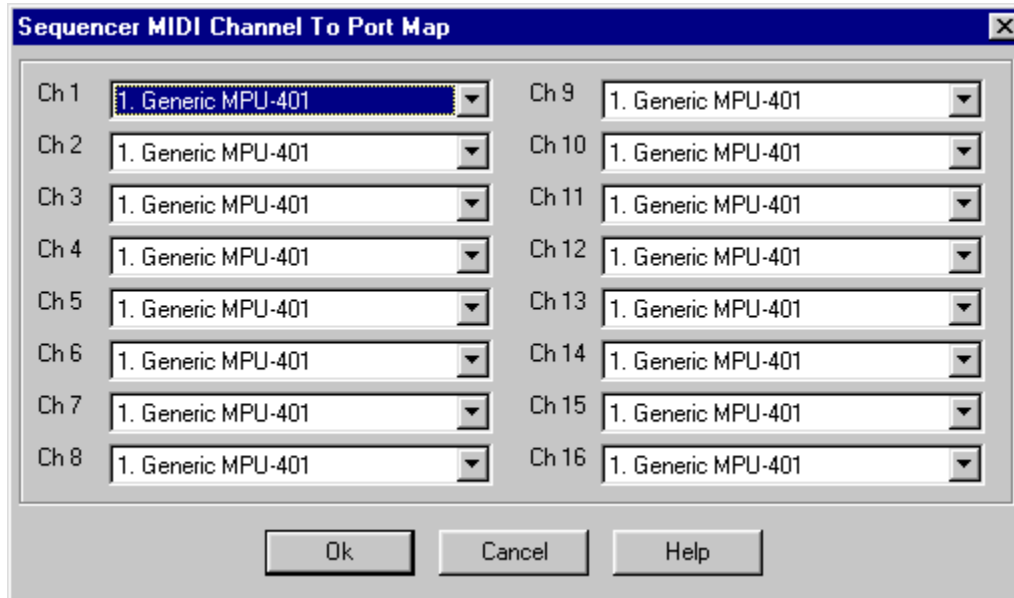 Sequencer MIDI Channel To Port Map
Ch 1 1. Generic MPU-401
Ch 2 1. Generic MPU-401
Ch 3 1. Generic MPU-401
Ch 4 1. Generic MPU-401
Ch 5 1. Generic MPU-401
Ch 6 1. Generic MPU-401
Ch 7 1. Generic MPU-401
Ch 8 1. Generic MPU-401
Ch 9 1. Generic MPU-401
Ch 10 1. Generic MPU-401
Ch 11 1. Generic MPU-401
Ch 12 1. Generic MPU-401
Ch 13 1. Generic MPU-401
Ch 14 1. Generic MPU-401
Ch 15 1. Generic MPU-401
Ch 16 1. Generic MPU-401
Ok Cancel Help